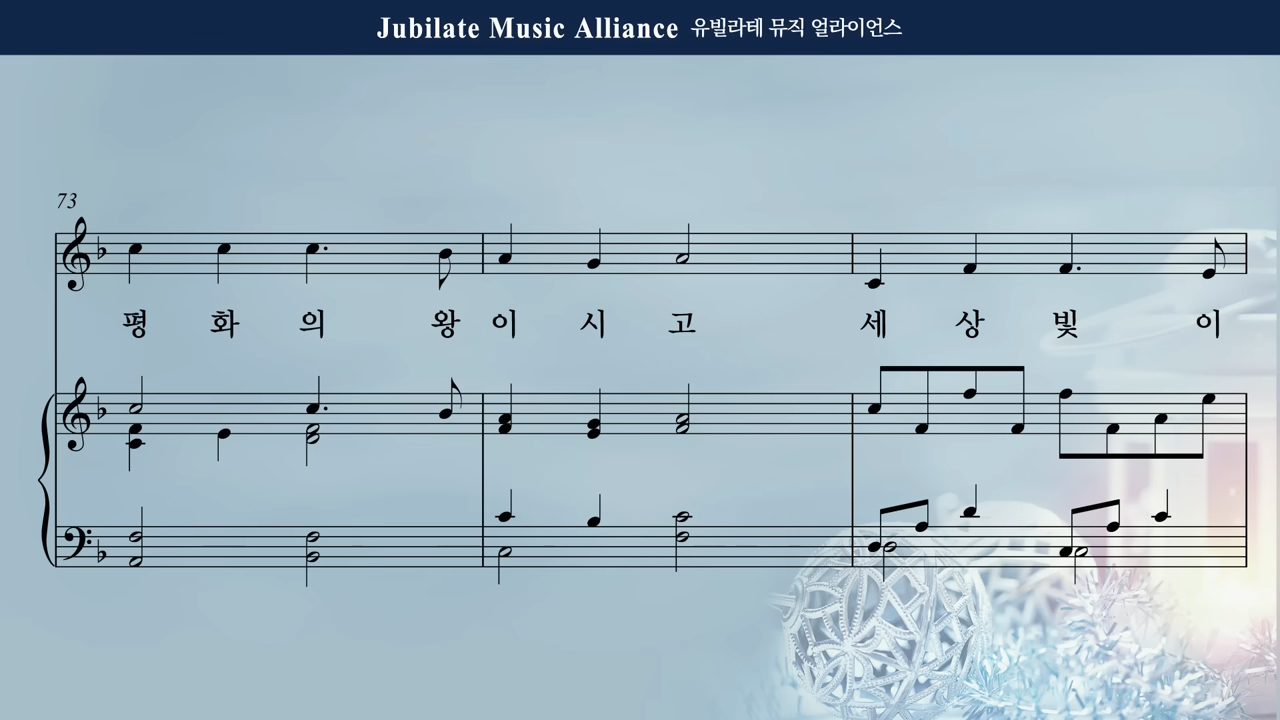 Jubilate Music Alliance 유빌라테 뮤직 얼라이언스
73
평 화 의 왕 이 시 고 세 상 빛 이